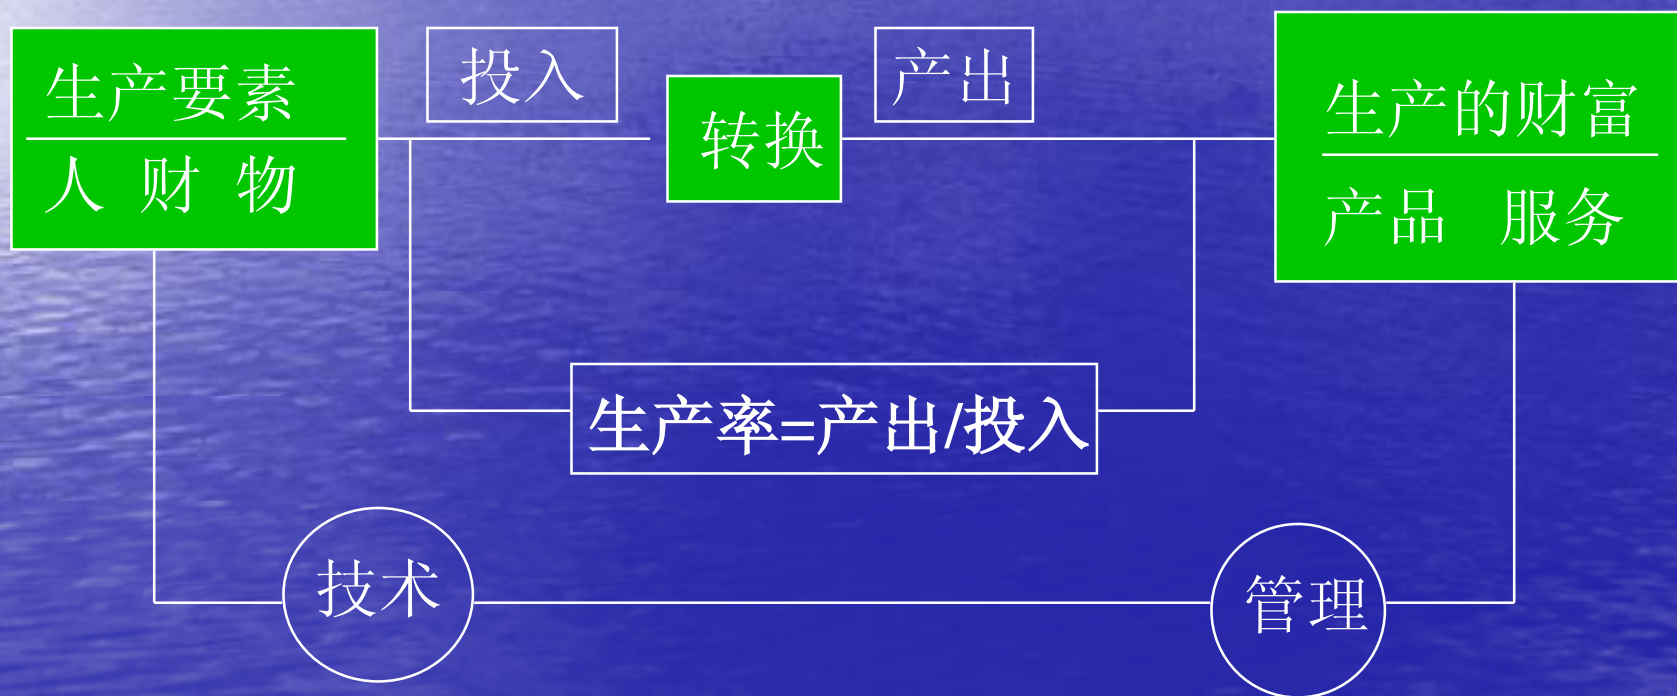 生产要素
人 财 物
投入
转换
产出
生产的财富
产品 服务
生产率=产出/投入
技术
管理